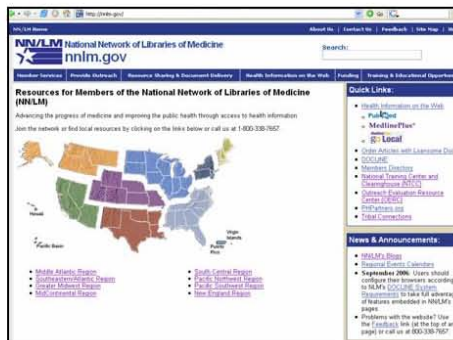 http://nnlm.gov/
NN/LM Home
About Us | Contact Us | Feedback | Site Map |
NN/LM National Network of Libraries of Medicine
nnlm.gov
Search:
Member Services
Provide Outreach
Resource Sharing & Document Delivery
Health Information on the Web
Funding
Training & Educational Opportun
Resources for Members of the National Network of Libraries of Medicine
(NN/LM)
Advancing the progress of medicine and improving the public health through access to health information
Join the network or find local resources by clicking on the links below or call us at 1-800-338-7657.
Hawaii
Pacific Basin
Virgin
Islands
Puerto
Rico
Middle Atlantic Region
Southeastern/Atlantic Region
Greater Midwest Region
MidContinental Region
South Central Region
Pacific Northwest Region
Pacific Southwest Region
New England Region
Quick Links:
Health Information on the Web
PubMed
MedlinePlus
go Local
Order Articles with Loansome Doc
DOCLINE
Members Directory
National Training Center and
Clearinghouse (NTCC)
Outreach Evaluation Resource
Center (OERC)
PHPartners.org
Tribal Connections
News & Announcements:
NN/LM's Blogs
Regional Events Calendars
September 2006: Users should
configure their browsers according
to NLM's DOCLINE System
Requirements to take full advantag
of features embedded in NN/LM's
pages.
Problems with the website? Use
the Feedback link (at the top of an
page) or call us at 800-338-7657.